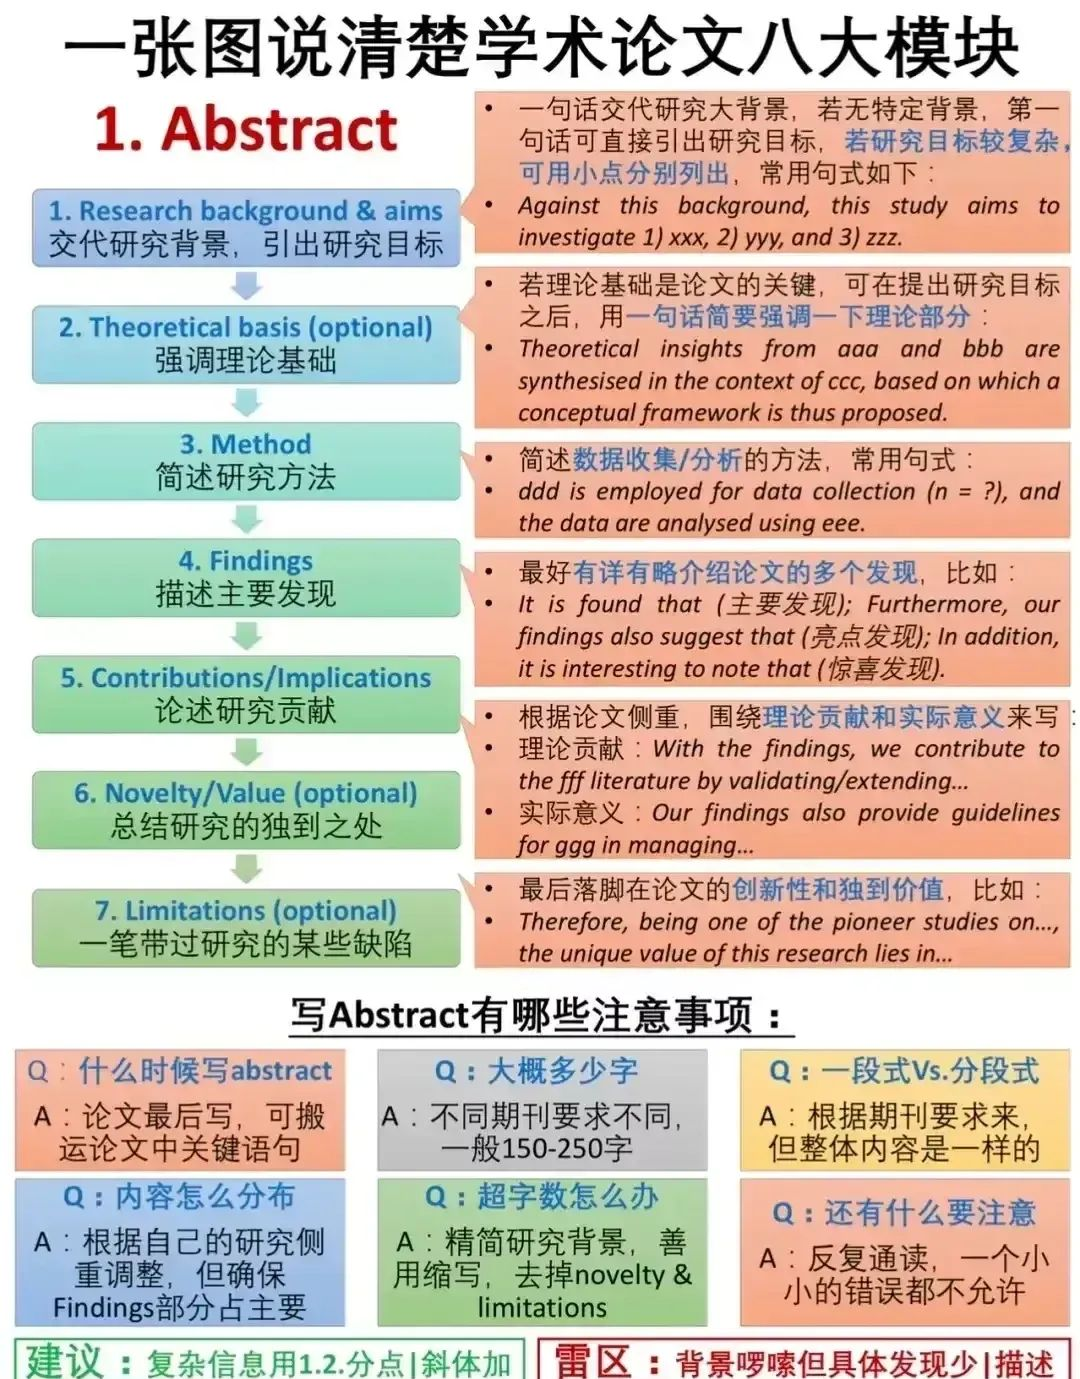 一张图说清楚学术论文八大模块
1. Abstract
1. Research background & aims
交代研究背景，引出研究目标
2. Theoretical basis (optional)
强调理论基础
3. Method
简述研究方法
4. Findings
描述主要发现
5. Contributions/Implications
论述研究贡献
6. Novelty/Value (optional)
总结研究的独到之处
7. Limitations (optional)
一笔带过研究的某些缺陷
• 一句话交代研究大背景，若无特定背景，第一
句话可直接引出研究目标，若研究目标较复杂，
可用小点分别列出，常用句式如下：
• Against this background, this study aims to
investigate 1) xxx, 2) yyy, and 3) zzz.
• 若理论基础是论文的关键，可在提出研究目标
之后，用一句话简要强调一下理论部分：
• Theoretical insights from aaa and bbb are
synthesised in the context of ccc, based on which a
conceptual framework is thus proposed.
• 简述数据收集/分析的方法，常用句式：
• ddd is employed for data collection (n = ?), and
the data are analysed using eee.
• 最好有详有略介绍论文的多个发现，比如：
• It is found that (主要发现); Furthermore, our
findings also suggest that (亮点发现); In addition,
it is interesting to note that (惊喜发现).
• 根据论文侧重，围绕理论贡献和实际意义来写：
• 理论贡献：With the findings, we contribute to
the fff literature by validating/extending...
• 实际意义：Our findings also provide guidelines
for ggg in managing...
• 最后落脚在论文的创新性和独到价值，比如：
• Therefore, being one of the pioneer studies on...,
the unique value of this research lies in...
写Abstract有哪些注意事项：
Q：什么时候写abstract
A：论文最后写，可搬
运论文中关键语句
Q：大概多少字
A：不同期刊要求不同，
一般150-250字
Q：一段式Vs.分段式
A：根据期刊要求来，
但整体内容是一样的
Q：内容怎么分布
A：根据自己的研究侧
重调整，但确保
Findings部分占主要
Q：超字数怎么办
A：精简研究背景，善
用缩写，去掉novelty &
limitations
Q：还有什么要注意
A：反复通读，一个小
小的错误都不允许
建议：复杂信息用1.2.分点|斜体加
雷区：背景啰嗦但具体发现少|描述